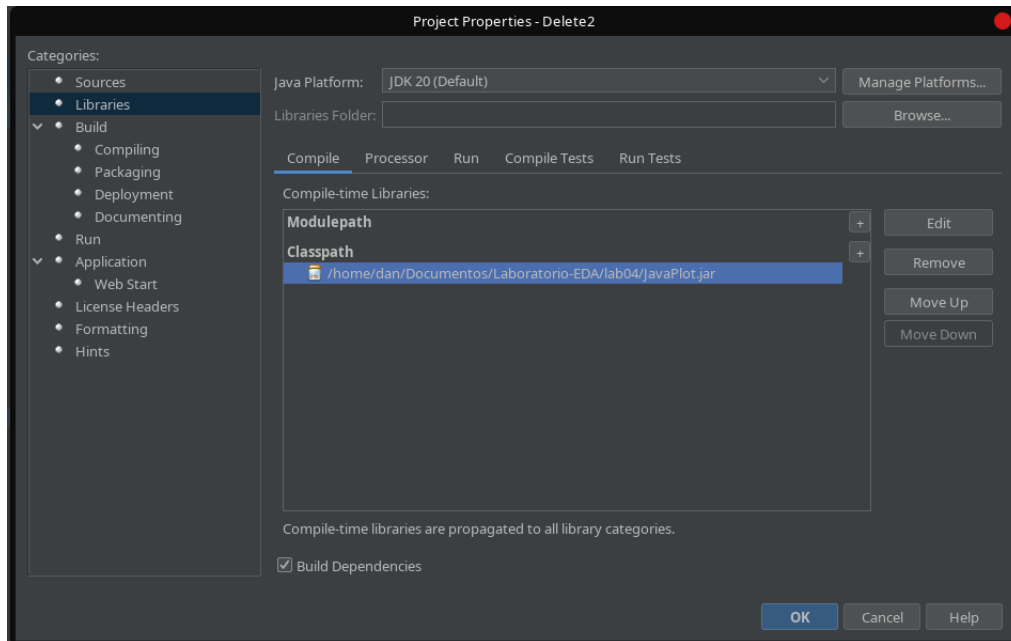 Project Properties - Delete2
Categories:
Sources
Libraries
Build
Compiling
Packaging
Deployment
Documenting
Run
Application
Web Start
License Headers
Formatting
Hints
Java Platform: JDK 20 (Default) Manage Platforms...
Libraries Folder: Browse...
Compile Processor Run Compile Tests Run Tests
Compile-time Libraries:
Modulepath +
Classpath +
/home/dan/Documentos/Laboratorio-EDA/lab04/JavaPlot.jar
Edit
Remove
Move Up
Move Down
Compile-time libraries are propagated to all library categories.
Build Dependencies
OK Cancel Help